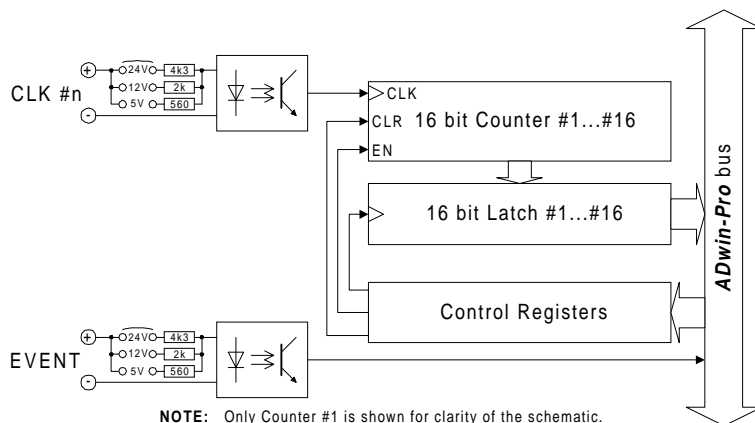 +
24V 4k3
12V 2k
5V 560
-
CLK #n
CLK
CLR 16 bit Counter #1...#16
EN
16 bit Latch #1...#16
Control Registers
ADwin-Pro bus
+
24V 4k3
12V 2k
5V 560
-
EVENT
NOTE: Only Counter #1 is shown for clarity of the schematic.